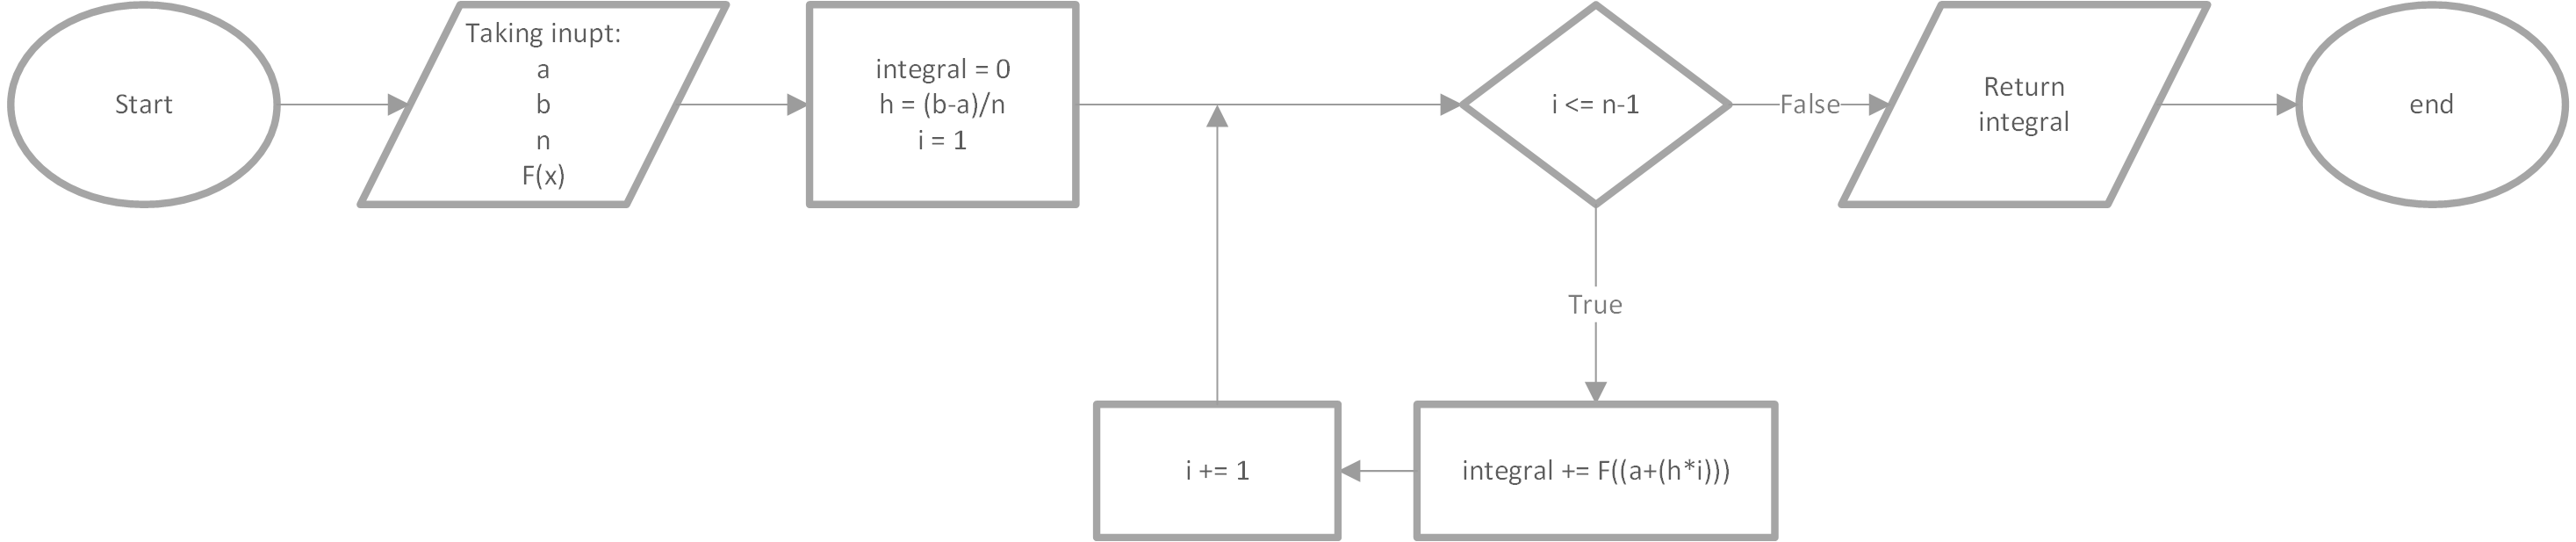 Start
Taking inupt:
a
b
n
F(x)
integral = 0
h = (b-a)/n
i = 1
i <= n-1
False
Return
integral
end
True
i += 1
integral += F((a+(h*i)))